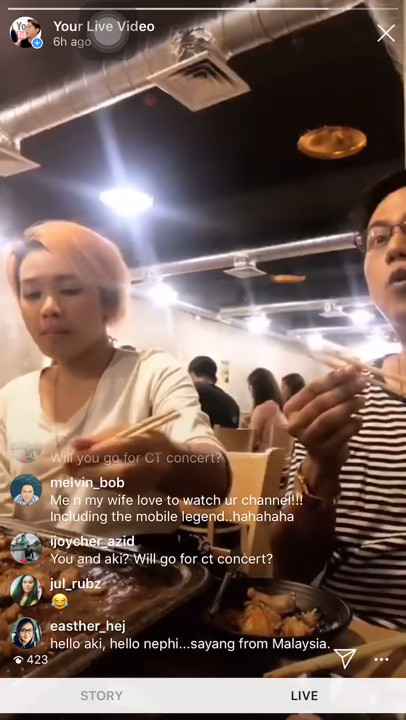 Your Live Video
6h ago
Will you go for CT concert?
melvin_bob
Me n my wife love to watch ur channel!!!
Including the mobile legend..hahahaha
ijoycher_azid
You and aki? Will go for ct concert?
jul_rubz
😂
easther_hej
hello aki, hello nephi...sayang from Malaysia.
423
STORY
LIVE